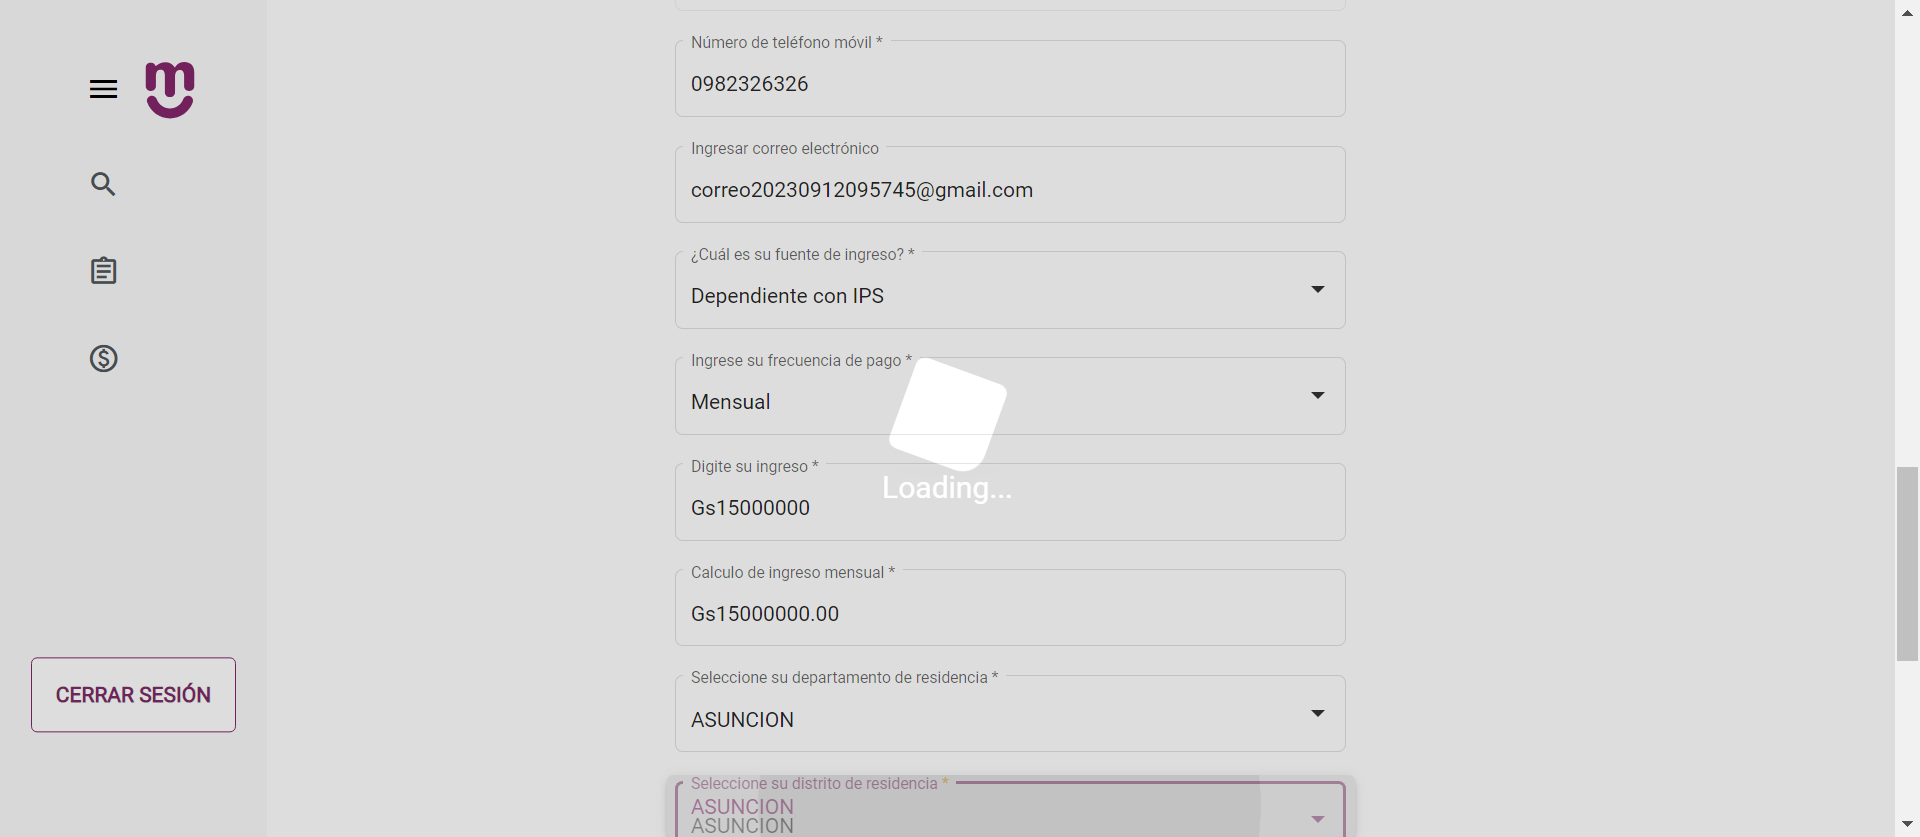 Número de teléfono móvil *
0982326326
Ingresar correo electrónico
correo20230912095745@gmail.com
¿Cuál es su fuente de ingreso? *
Dependiente con IPS
Ingrese su frecuencia de pago *
Mensual
Loading...
Digite su ingreso *
Gs15000000
Calculo de ingreso mensual *
Gs15000000.00
Seleccione su departamento de residencia *
ASUNCION
CERRAR SESIÓN
Seleccione su distrito de residencia *
ASUNCION
ASUNCION